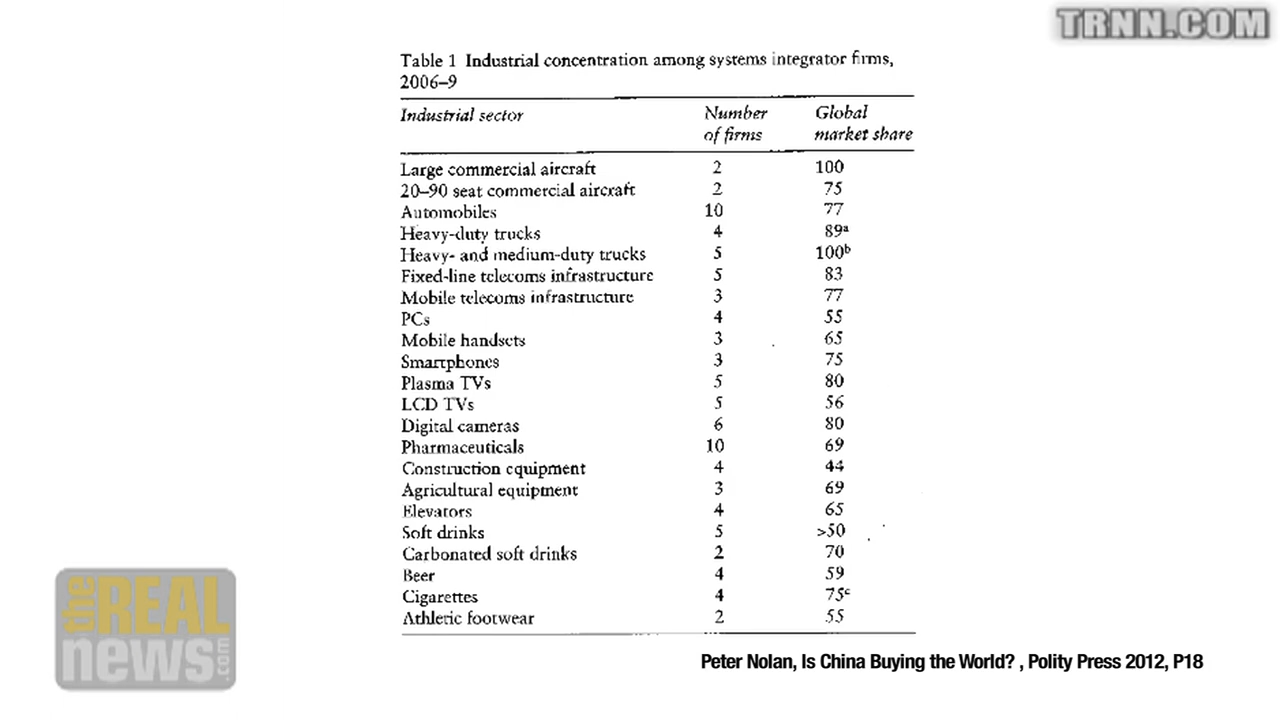 TRNN.COM
Table 1 Industrial concentration among systems integrator firms,
2006–9
Industrial sector Number of firms Global market share
Large commercial aircraft 2 100
20–90 seat commercial aircraft 2 75
Automobiles 10 77
Heavy-duty trucks 4 89ᵃ
Heavy- and medium-duty trucks 5 100ᵇ
Fixed-line telecoms infrastructure 5 83
Mobile telecoms infrastructure 3 77
PCs 4 55
Mobile handsets 3 65
Smartphones 3 75
Plasma TVs 5 80
LCD TVs 5 56
Digital cameras 6 80
Pharmaceuticals 10 69
Construction equipment 4 44
Agricultural equipment 3 69
Elevators 4 65
Soft drinks 5 >50
Carbonated soft drinks 2 70
Beer 4 59
Cigarettes 4 75ᶜ
Athletic footwear 2 55
the REAL
news.com
Peter Nolan, Is China Buying the World? , Polity Press 2012, P18